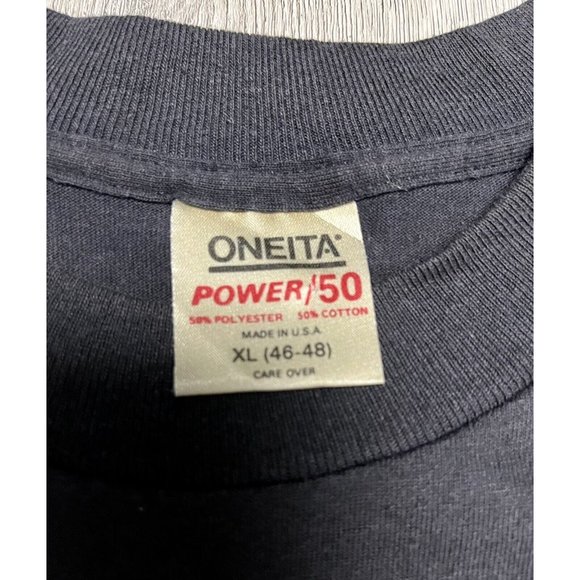 ONEITA®
POWER/50
50% POLYESTER 50% COTTON
MADE IN U.S.A.
XL (46-48)
CARE OVER